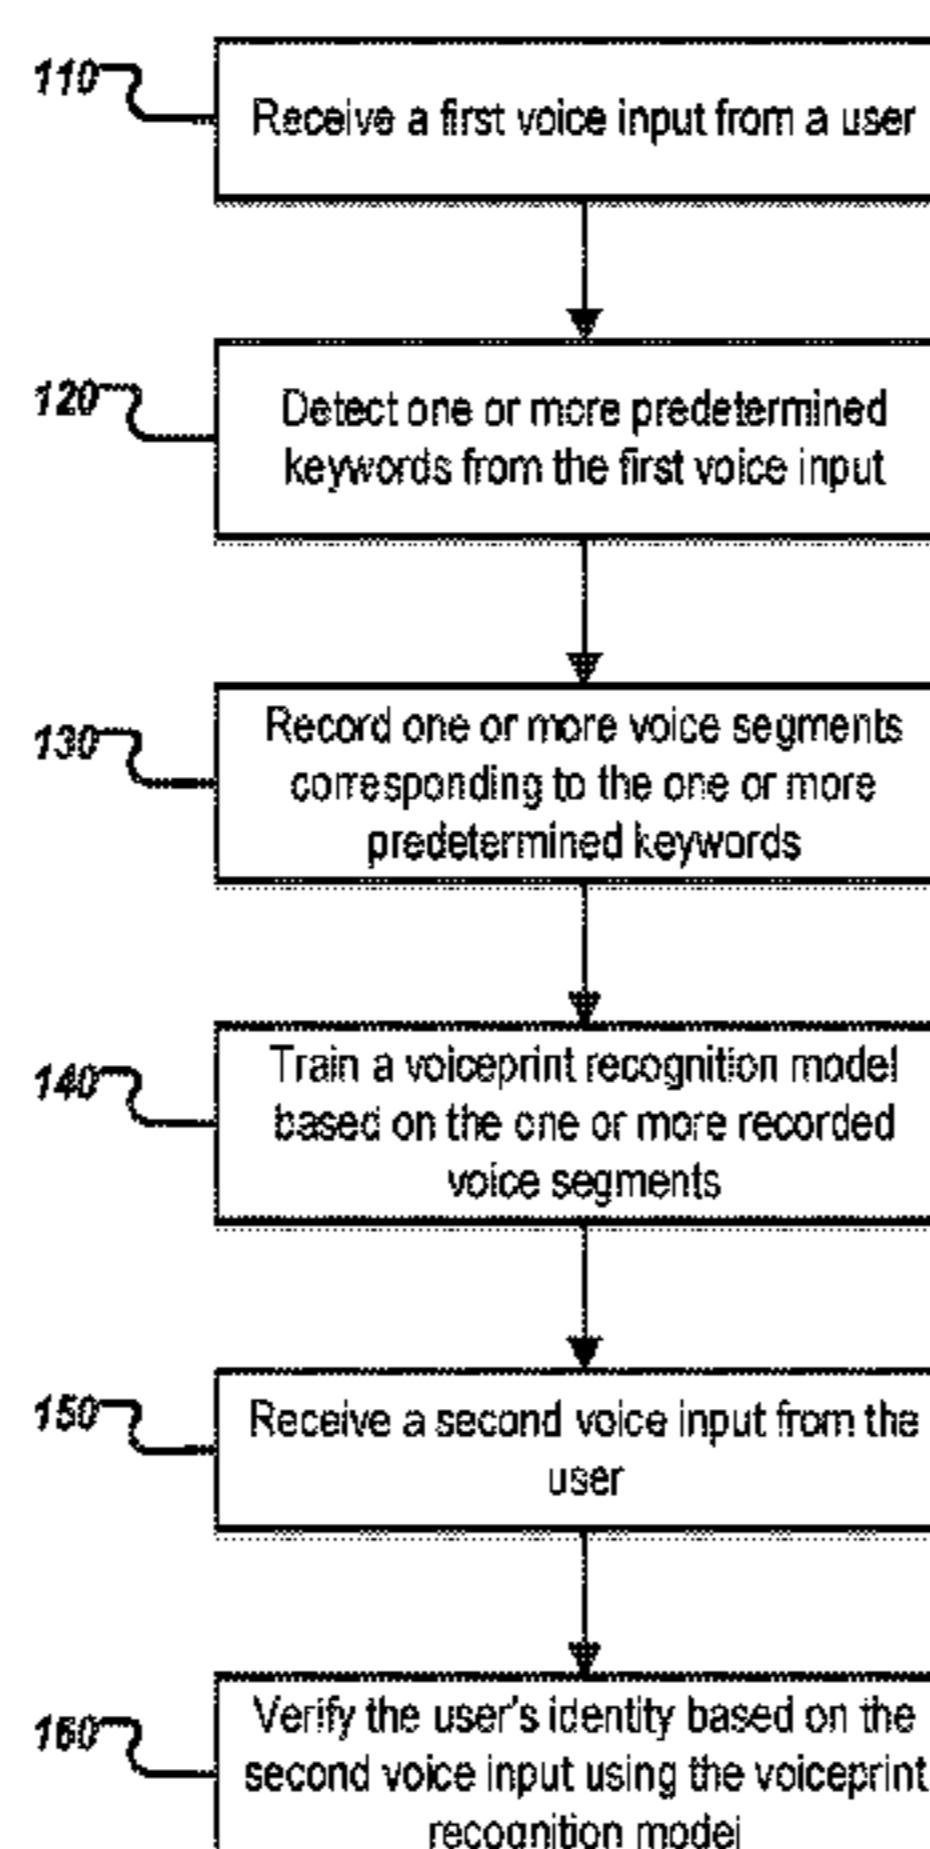 110
Receive a first voice input from a user
120
Detect one or more predetermined
keywords from the first voice input
130
Record one or more voice segments
corresponding to the one or more
predetermined keywords
140
Train a voiceprint recognition model
based on the one or more recorded
voice segments
150
Receive a second voice input from the
user
160
Verify the user's identity based on the
second voice input using the voiceprint
recognition model